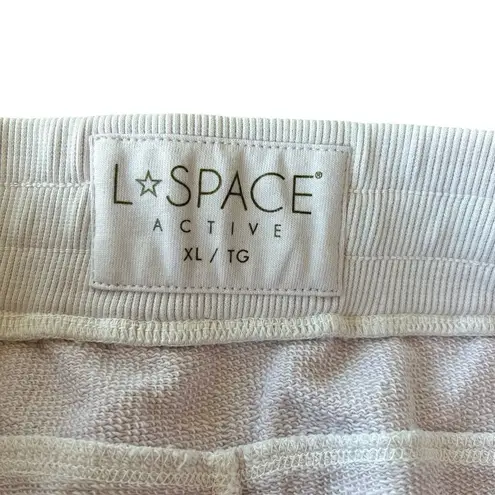 L☆SPACE®
ACTIVE
XL / TG